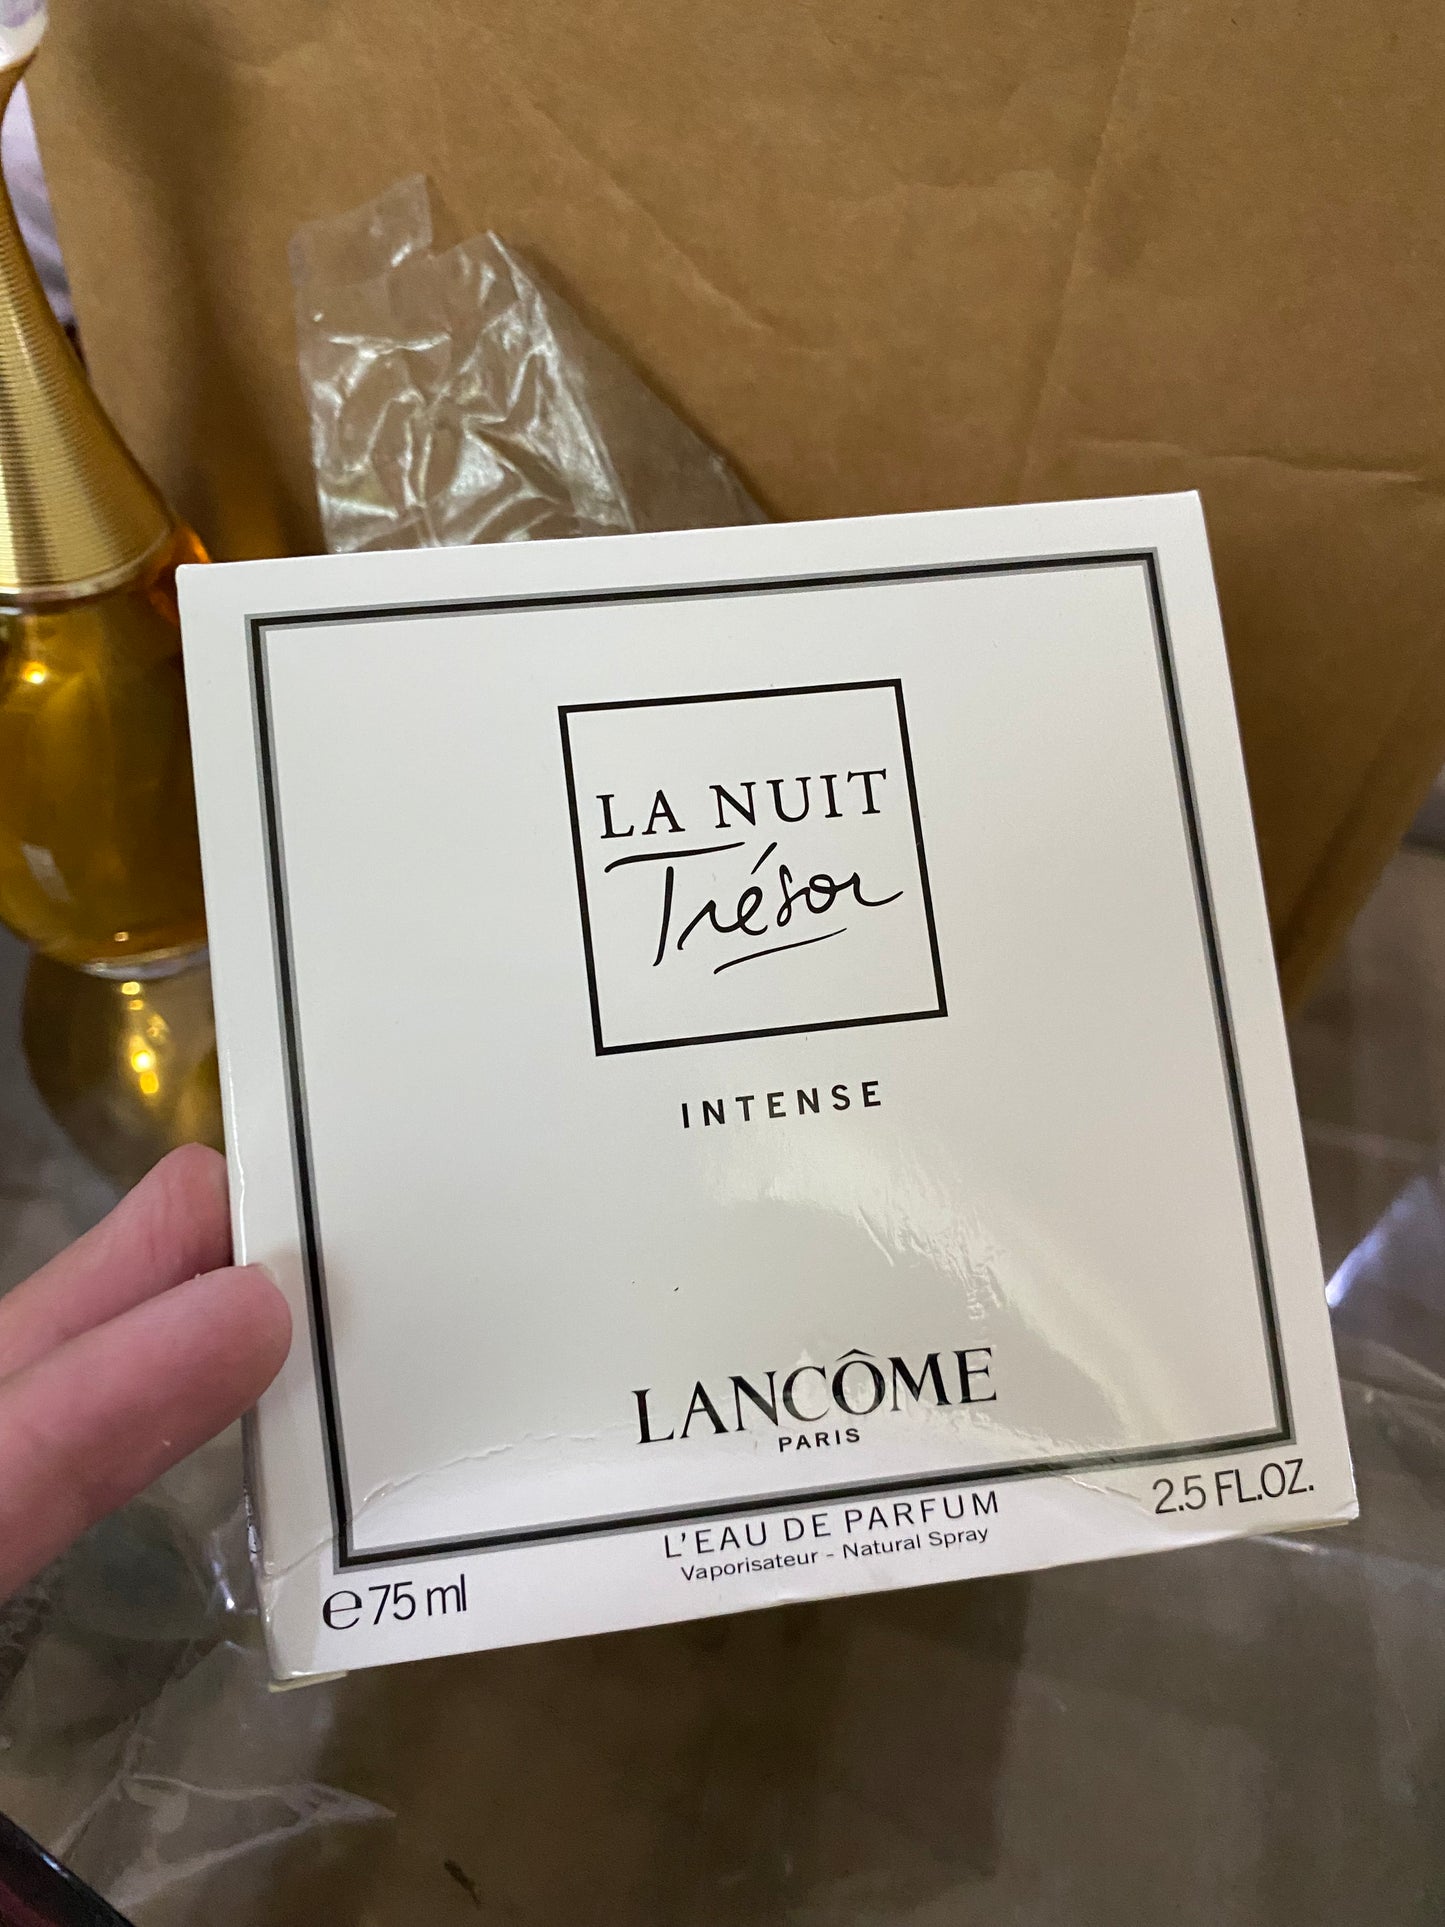 LA NUIT
Trésor
INTENSE
LANCÔME
PARIS
L'EAU DE PARFUM
Vaporisateur - Natural Spray
℮75 ml
2.5 FL.OZ.